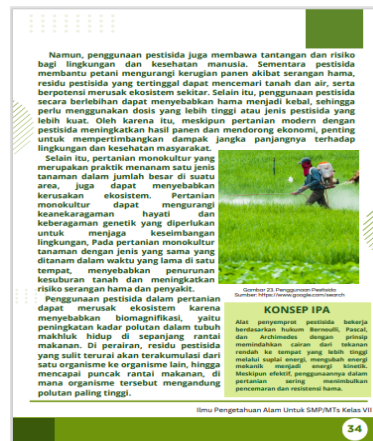 Namun, penggunaan pestisida juga membawa tantangan dan risiko
bagi lingkungan dan kesehatan manusia. Sementara pestisida
membantu petani mengurangi kerugian panen akibat serangan hama,
residu pestisida yang tertinggal dapat mencemari tanah dan air, serta
berpotensi merusak ekosistem sekitar. Selain itu, penggunaan pestisida
secara berlebihan dapat menyebabkan hama menjadi kebal, sehingga
perlu menggunakan dosis yang lebih tinggi atau jenis pestisida yang
lebih kuat. Oleh karena itu, meskipun pertanian modern dengan
pestisida meningkatkan hasil panen dan mendorong ekonomi, penting
untuk mempertimbangkan dampak jangka panjangnya terhadap
lingkungan dan kesehatan masyarakat.
Selain itu, pertanian monokultur yang
merupakan praktik menanam satu jenis
tanaman dalam jumlah besar di suatu
area, juga dapat menyebabkan
kerusakan ekosistem. Pertanian
monokultur dapat mengurangi
keanekaragaman hayati dan
keberagaman genetik yang diperlukan
untuk menjaga keseimbangan
lingkungan, Pada pertanian monokultur
tanaman dengan jenis yang sama yang
ditanam dalam waktu yang lama di satu
tempat, menyebabkan penurunan
kesuburan tanah dan meningkatkan
risiko serangan hama dan penyakit.
Penggunaan pestisida dalam pertanian
dapat merusak ekosistem karena
menyebabkan biomagnifikasi, yaitu
peningkatan kadar polutan dalam tubuh
makhluk hidup di sepanjang rantai
makanan. Di perairan, residu pestisida
yang sulit terurai akan terakumulasi dari
satu organisme ke organisme lain, hingga
mencapai puncak rantai makanan, di
mana organisme tersebut mengandung
polutan paling tinggi.
Gambar 23. Penggunaan Pestisida
Sumber: https://www.google.com/search
KONSEP IPA
Alat penyemprot pestisida bekerja
berdasarkan hukum Bernoulli, Pascal,
dan Archimedes dengan prinsip
memindahkan cairan dari tekanan
rendah ke tempat yang lebih tinggi
melalui suplai energi, mengubah energi
mekanik menjadi energi kinetik.
Meskipun efektif, penggunaannya dalam
pertanian sering menimbulkan
pencemaran dan resistensi hama.
Ilmu Pengetahuan Alam Untuk SMP/MTs Kelas VII
34